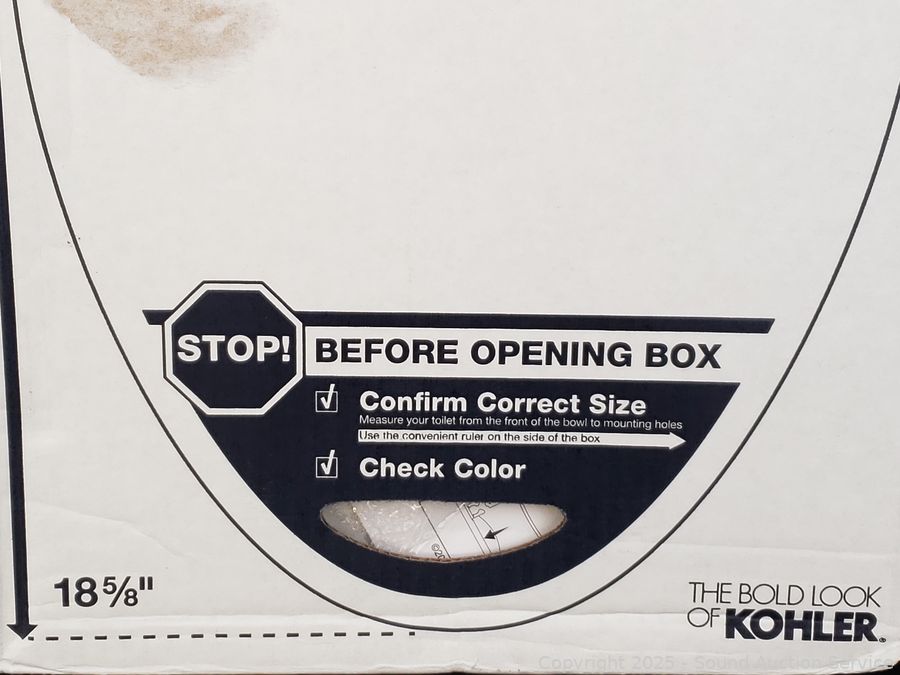 STOP!
BEFORE OPENING BOX
Confirm Correct Size
Measure your toilet from the front of the bowl to mounting holes
Use the convenient ruler on the side of the box
Check Color
18 5/8"
THE BOLD LOOK
OF KOHLER.
Copyright 2025 - Sound Auction Service